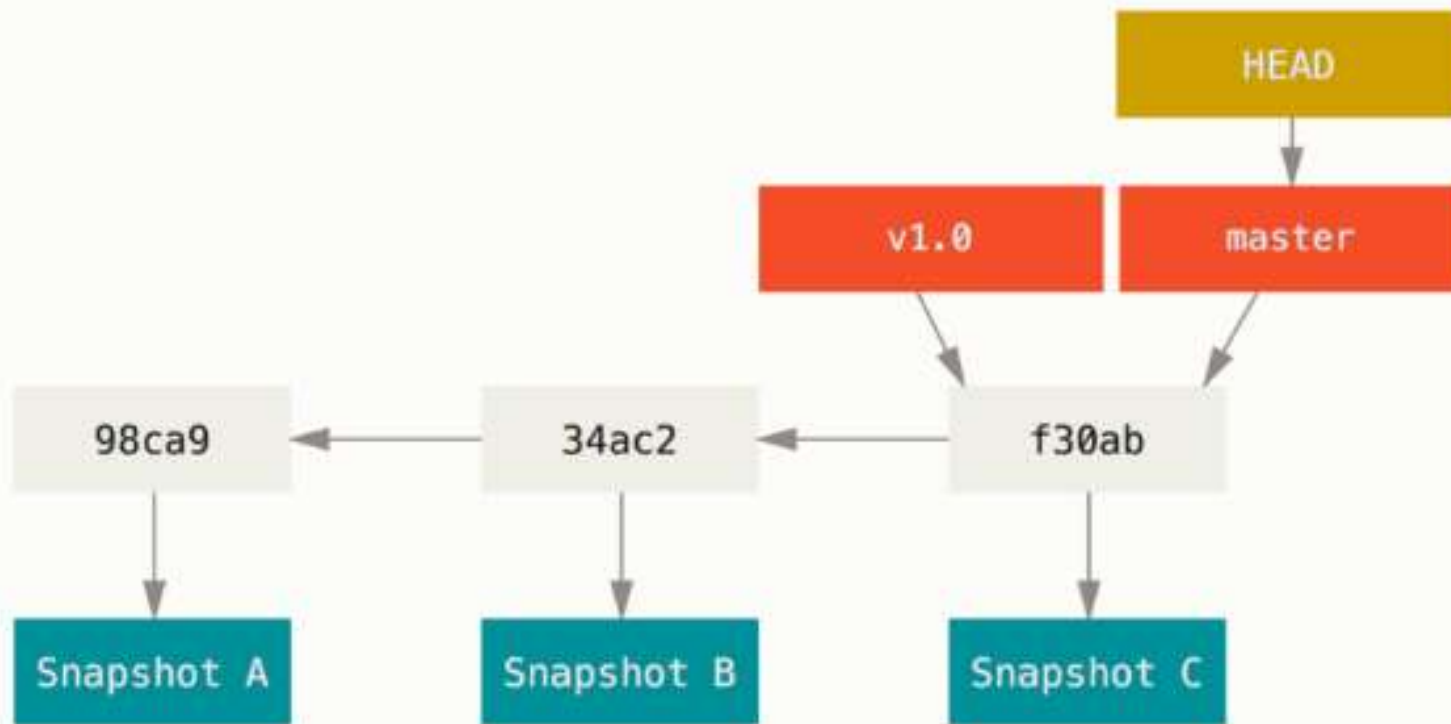 HEAD
v1.0
master
98ca9
34ac2
f30ab
Snapshot A
Snapshot B
Snapshot C